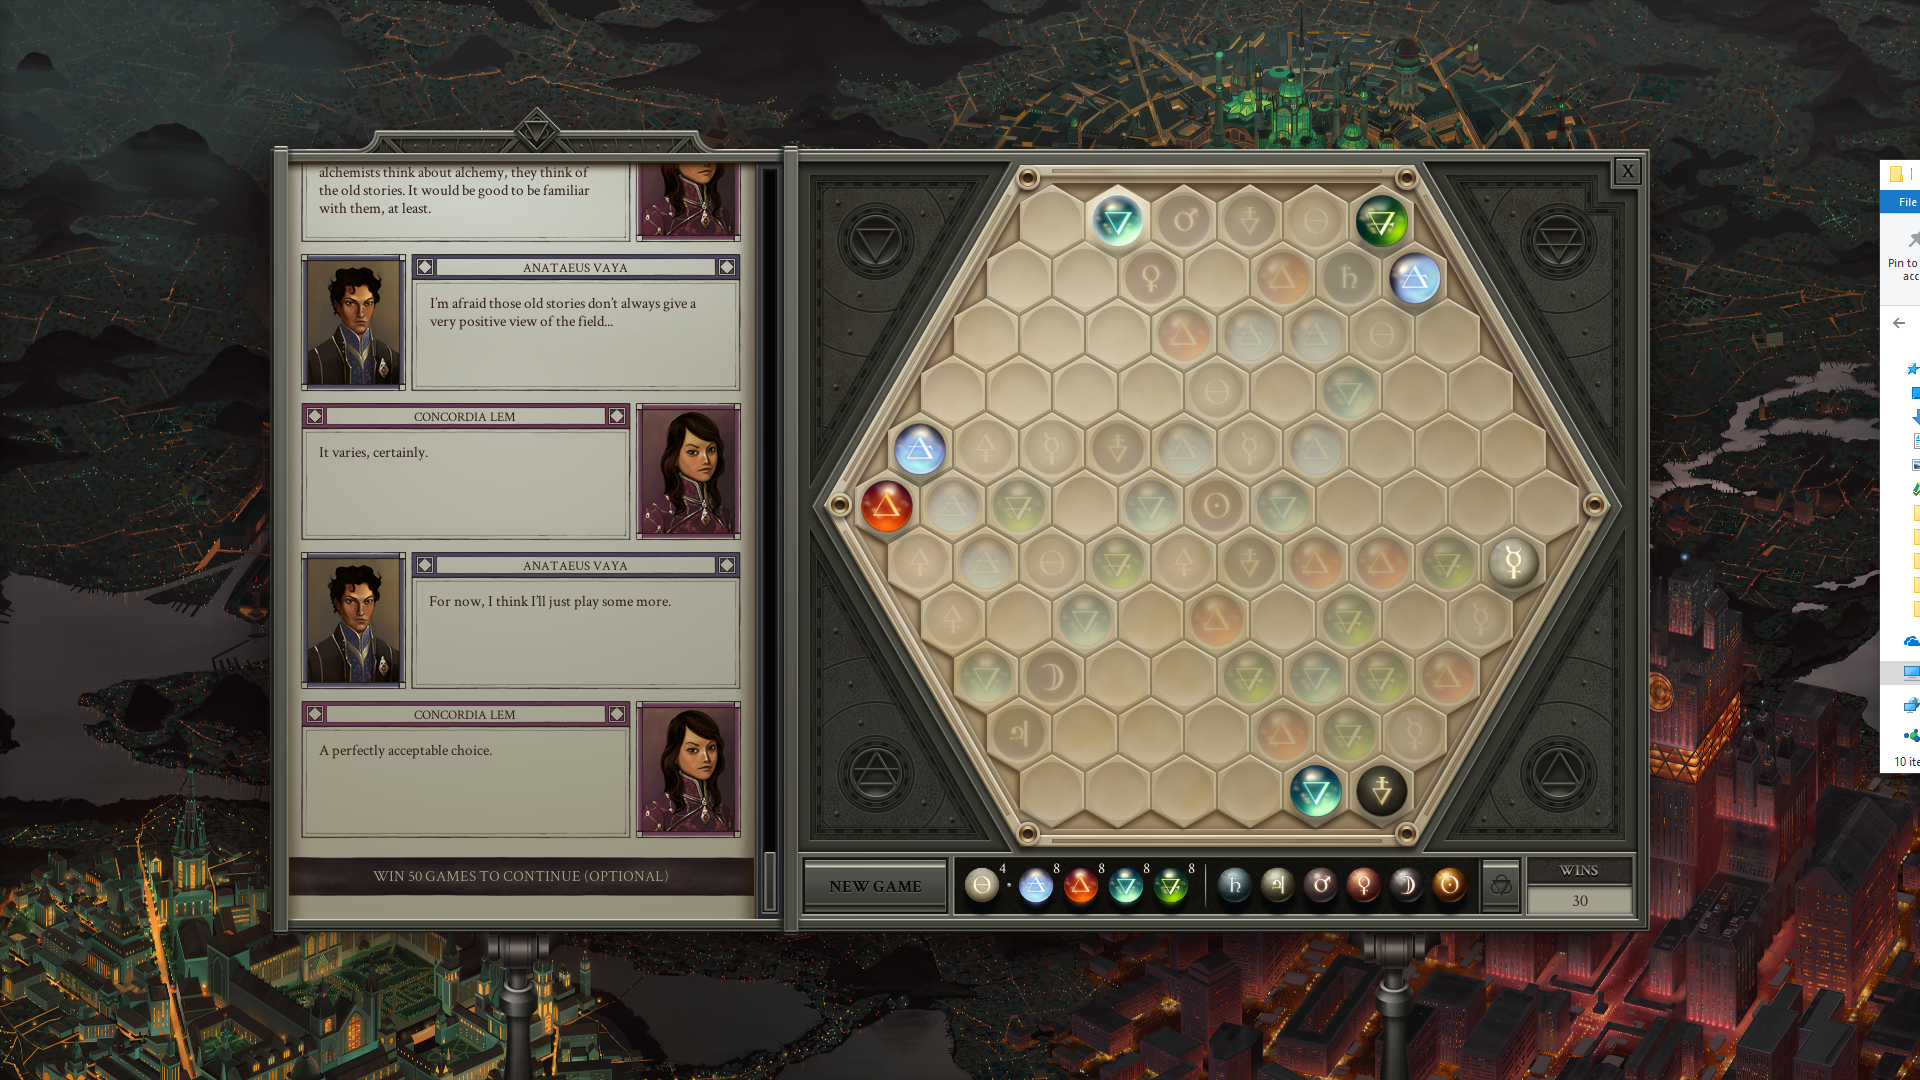 alchemists think about alchemy, they think of
the old stories. It would be good to be familiar
with them, at least.
ANATAEUS VAYA
I'm afraid those old stories don't always give a
very positive view of the field...
CONCORDIA LEM
It varies, certainly.
ANATAEUS VAYA
For now, I think I'll just play some more.
CONCORDIA LEM
A perfectly acceptable choice.
WIN 50 GAMES TO CONTINUE (OPTIONAL)
X
NEW GAME
4 8 8 8 8
WINS
30
File
Pin to
acc
10 ite